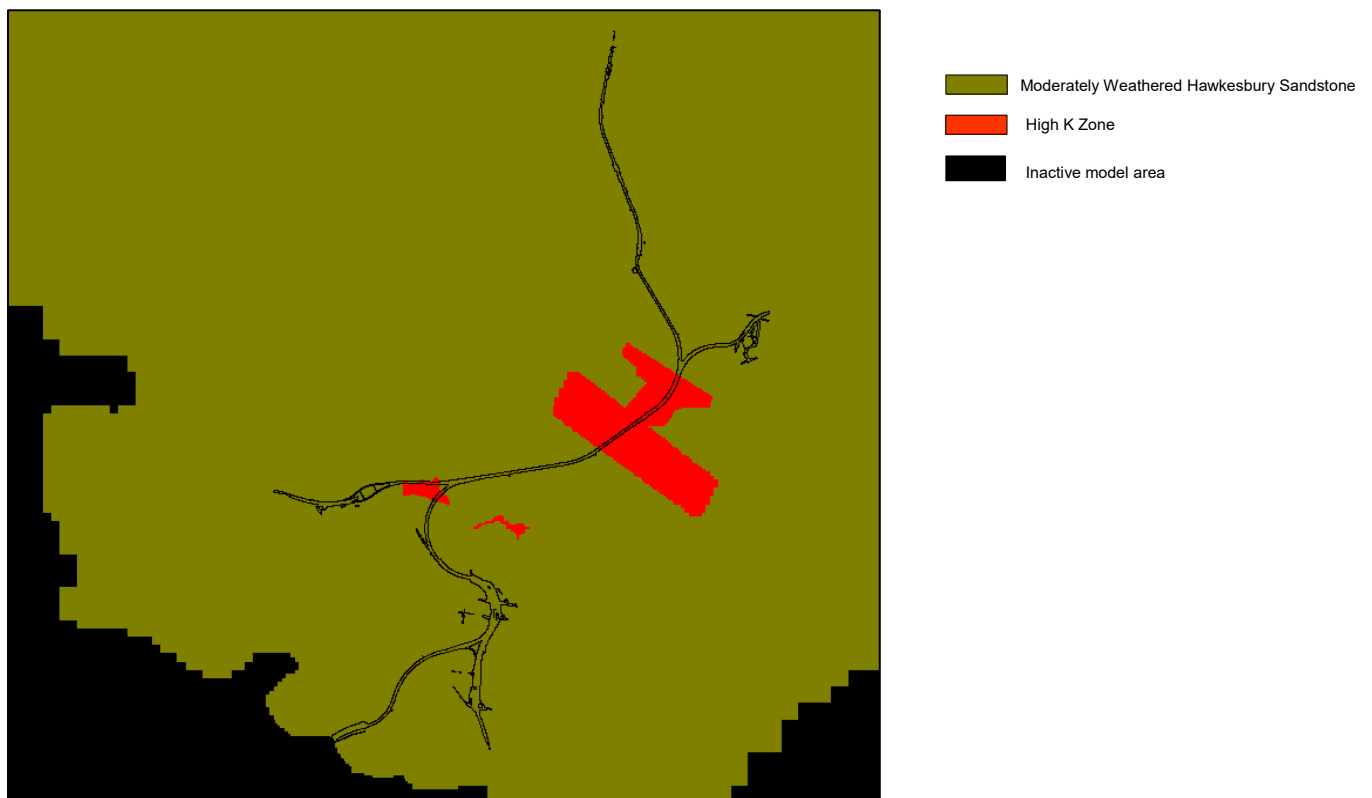 Moderately Weathered Hawkesbury Sandstone
High K Zone
Inactive model area